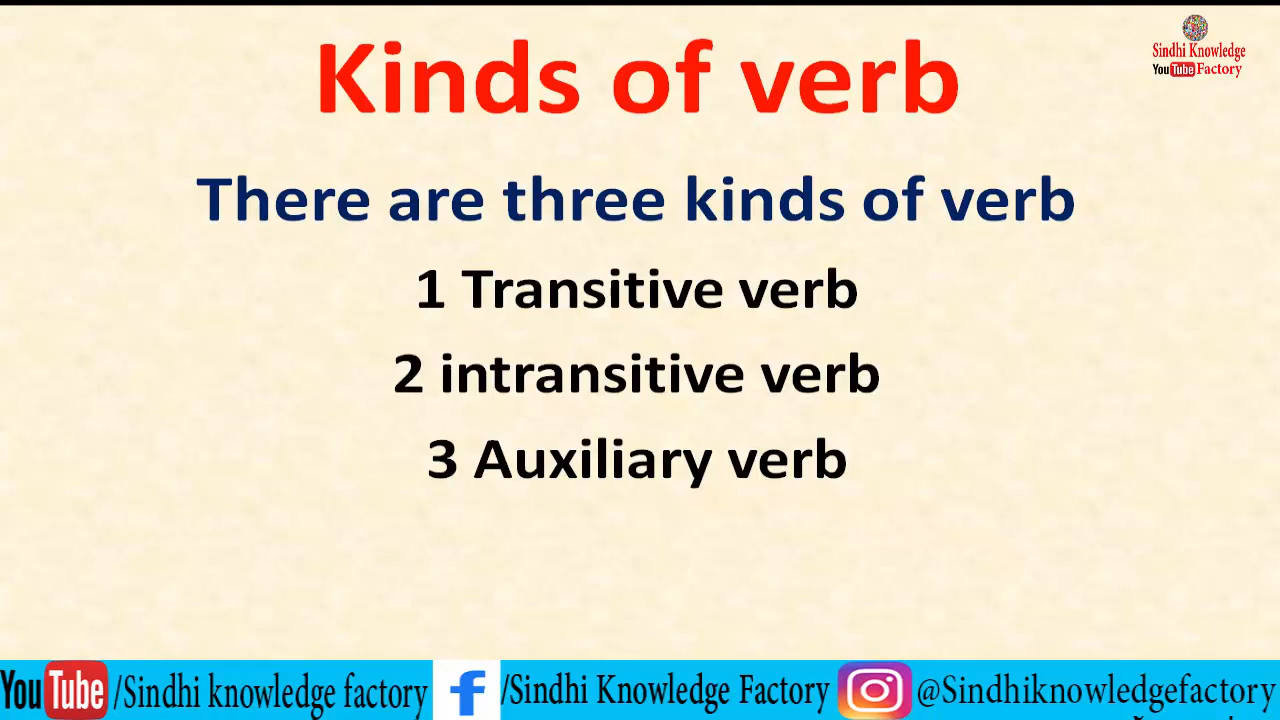 Kinds of verb
Sindhi Knowledge
YouTube Factory
There are three kinds of verb
1 Transitive verb
2 intransitive verb
3 Auxiliary verb
YouTube /Sindhi knowledge factory f /Sindhi Knowledge Factory @Sindhiknowledgefactory